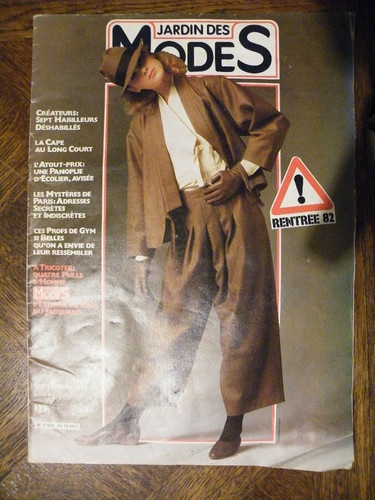 JARDIN DES
MODES
CRÉATEURS:
SEPT HABILLEURS
DÉSHABILLÉS
LA CAPE
AU LONG COURT
L'ATOUT-PRIX:
UNE PANOPLIE
D'ÉCOLIER, AVISÉE
LES MYSTÈRES DE
PARIS: ADRESSES
SECRÈTES
ET INDISCRÈTES
CES PROFS DE GYM
SI BELLES
QU'ON A ENVIE DE
LEUR RESSEMBLER
À TRICOTER:
QUATRE PULLS
D'HOMME
MODES
!
RENTRÉE 82